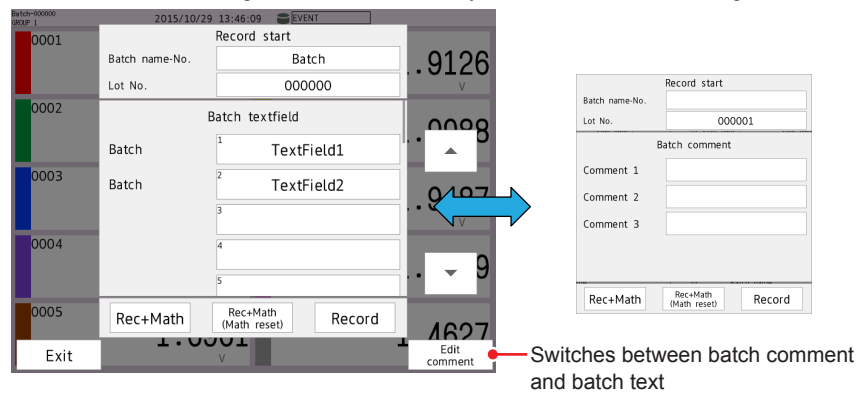 Batch-000000
GROUP 1
2015/10/29 13:46:09 EVENT
0001
Record start
Batch name-No. Batch
Lot No. 000000
.9126
V
0002
Batch textfield
Batch 1 TextField1
Batch 2 TextField2
3
4
5
0003
V
0004
9
0005
Rec+Math
Rec+Math
(Math reset)
Record
4627
V
Exit
Edit
comment
Record start
Batch name-No.
Lot No. 000001
Batch comment
Comment 1
Comment 2
Comment 3
Rec+Math
Rec+Math
(Math reset)
Record
Switches between batch comment
and batch text